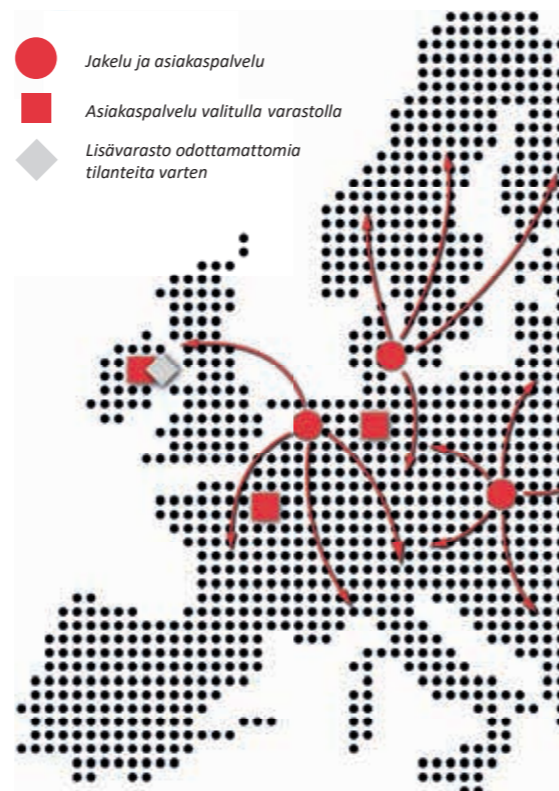 Jakelu ja asiakaspalvelu
Asiakaspalvelu valitulla varastolla
Lisävarasto odottamattomia
tilanteita varten